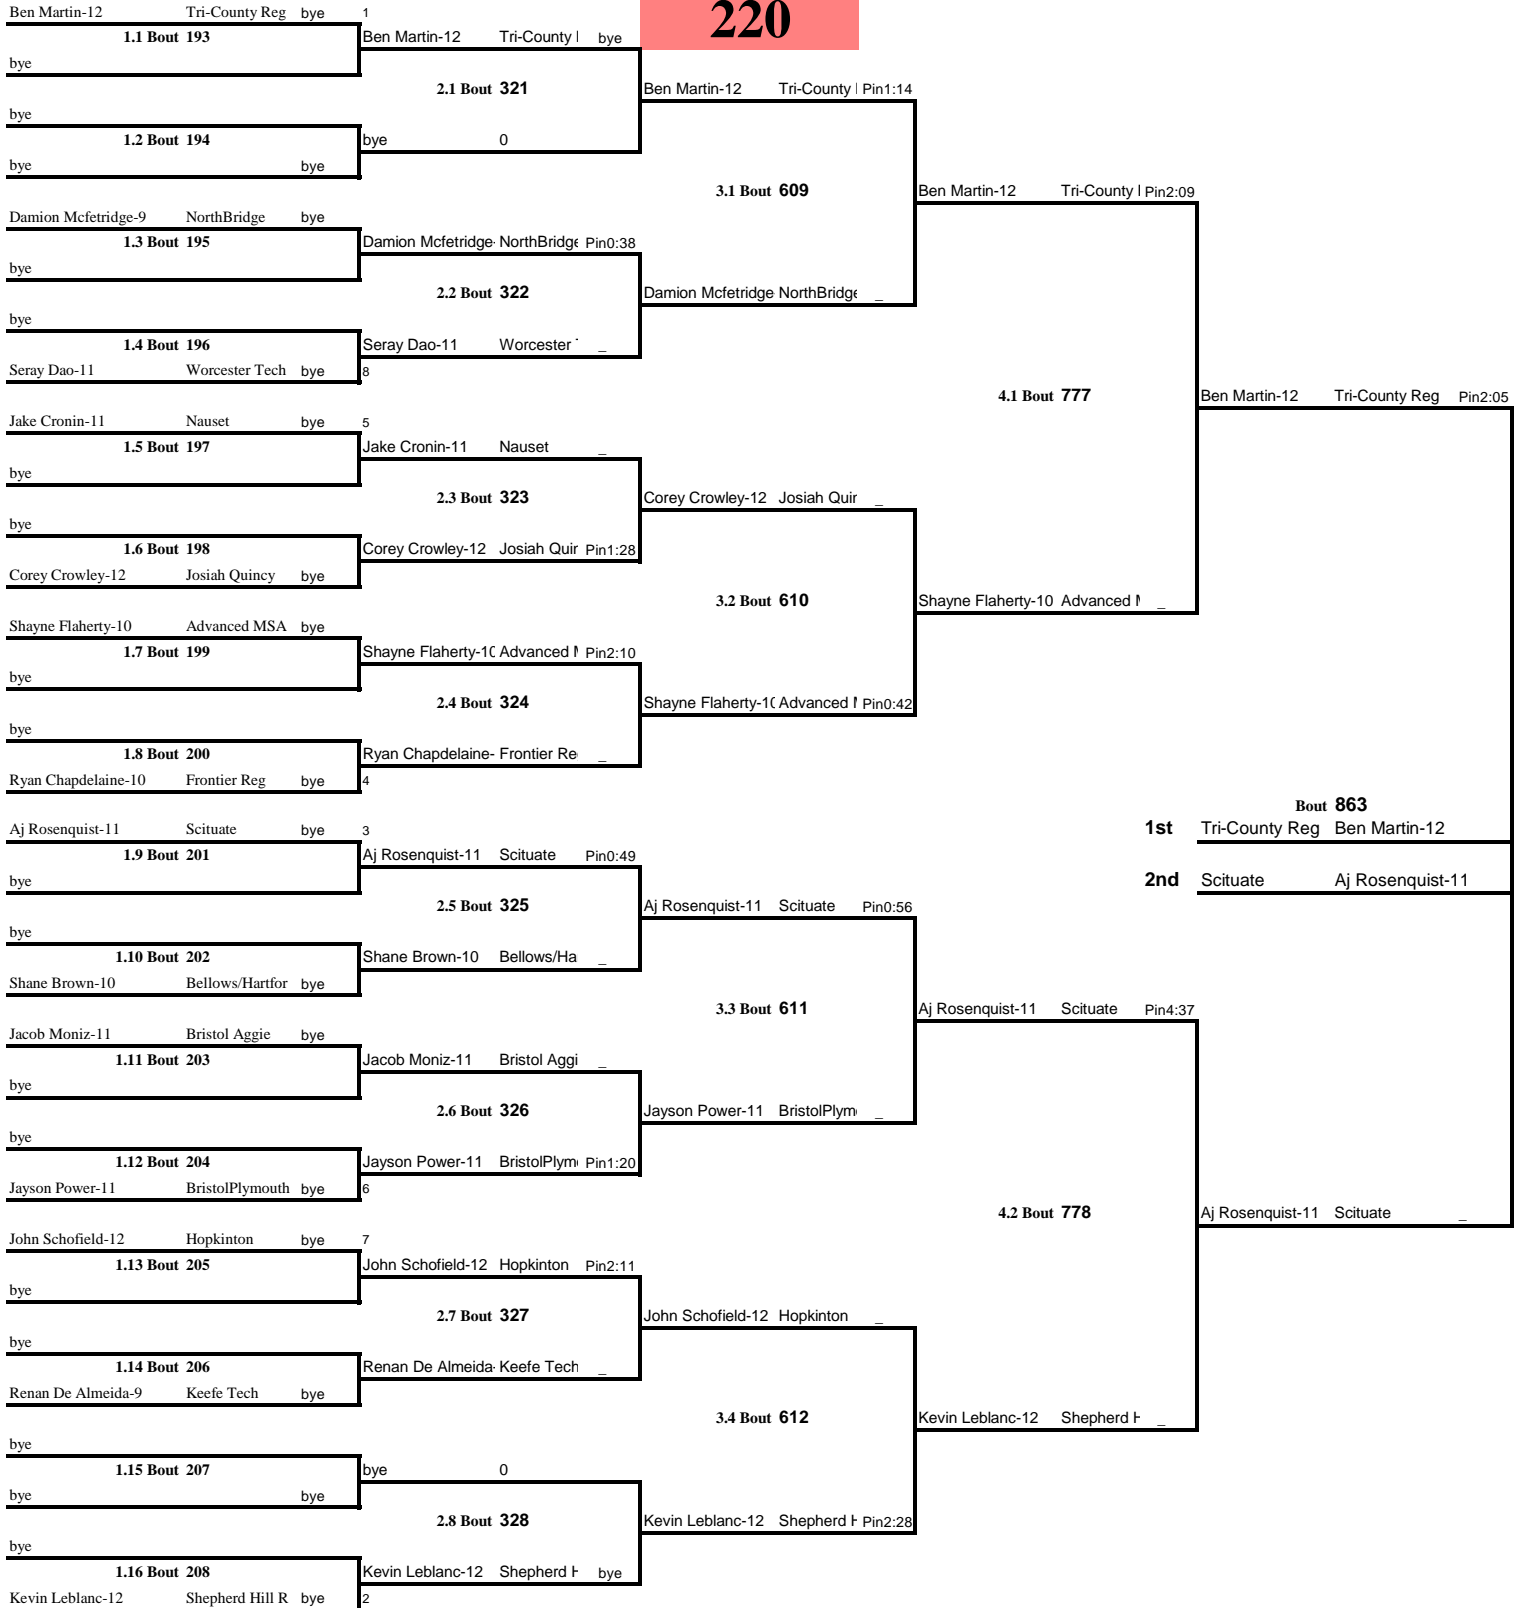 220
Ben Martin-12 Tri-County Reg bye 1
1.1 Bout 193 Ben Martin-12 Tri-County bye
bye
2.1 Bout 321 Ben Martin-12 Tri-County Pin1:14
bye
1.2 Bout 194 bye 0
bye bye
3.1 Bout 609 Ben Martin-12 Tri-County Pin2:09
Damion Mcfetridge-9 NorthBridge bye
1.3 Bout 195 Damion Mcfetridge- NorthBridge Pin0:38
bye
2.2 Bout 322 Damion Mcfetridge NorthBridge _
bye
1.4 Bout 196 Seray Dao-11 Worcester _
Seray Dao-11 Worcester Tech bye 8
4.1 Bout 777 Ben Martin-12 Tri-County Reg Pin2:05
Jake Cronin-11 Nauset bye 5
1.5 Bout 197 Jake Cronin-11 Nauset _
bye
2.3 Bout 323 Corey Crowley-12 Josiah Quin _
bye
1.6 Bout 198 Corey Crowley-12 Josiah Quin Pin1:28
Corey Crowley-12 Josiah Quincy bye
3.2 Bout 610 Shayne Flaherty-10 Advanced M _
Shayne Flaherty-10 Advanced MSA bye
1.7 Bout 199 Shayne Flaherty-10 Advanced M Pin2:10
bye
2.4 Bout 324 Shayne Flaherty-10 Advanced M Pin0:42
bye
1.8 Bout 200 Ryan Chapdelaine- Frontier Re _
Ryan Chapdelaine-10 Frontier Reg bye 4
Bout 863
Aj Rosenquist-11 Scituate bye 3
1st Tri-County Reg Ben Martin-12
1.9 Bout 201 Aj Rosenquist-11 Scituate Pin0:49
bye
2nd Scituate Aj Rosenquist-11
2.5 Bout 325 Aj Rosenquist-11 Scituate Pin0:56
bye
1.10 Bout 202 Shane Brown-10 Bellows/Ha _
Shane Brown-10 Bellows/Hartfor bye
3.3 Bout 611 Aj Rosenquist-11 Scituate Pin4:37
Jacob Moniz-11 Bristol Aggie bye
1.11 Bout 203 Jacob Moniz-11 Bristol Aggi _
bye
2.6 Bout 326 Jayson Power-11 BristolPlym _
bye
1.12 Bout 204 Jayson Power-11 BristolPlym Pin1:20
Jayson Power-11 BristolPlymouth bye 6
4.2 Bout 778 Aj Rosenquist-11 Scituate _
John Schofield-12 Hopkinton bye 7
1.13 Bout 205 John Schofield-12 Hopkinton Pin2:11
bye
2.7 Bout 327 John Schofield-12 Hopkinton _
bye
1.14 Bout 206 Renan De Almeida- Keefe Tech _
Renan De Almeida-9 Keefe Tech bye
3.4 Bout 612 Kevin Leblanc-12 Shepherd H _
bye
1.15 Bout 207 bye 0
bye bye
2.8 Bout 328 Kevin Leblanc-12 Shepherd H Pin2:28
bye
1.16 Bout 208 Kevin Leblanc-12 Shepherd H bye
Kevin Leblanc-12 Shepherd Hill R bye 2